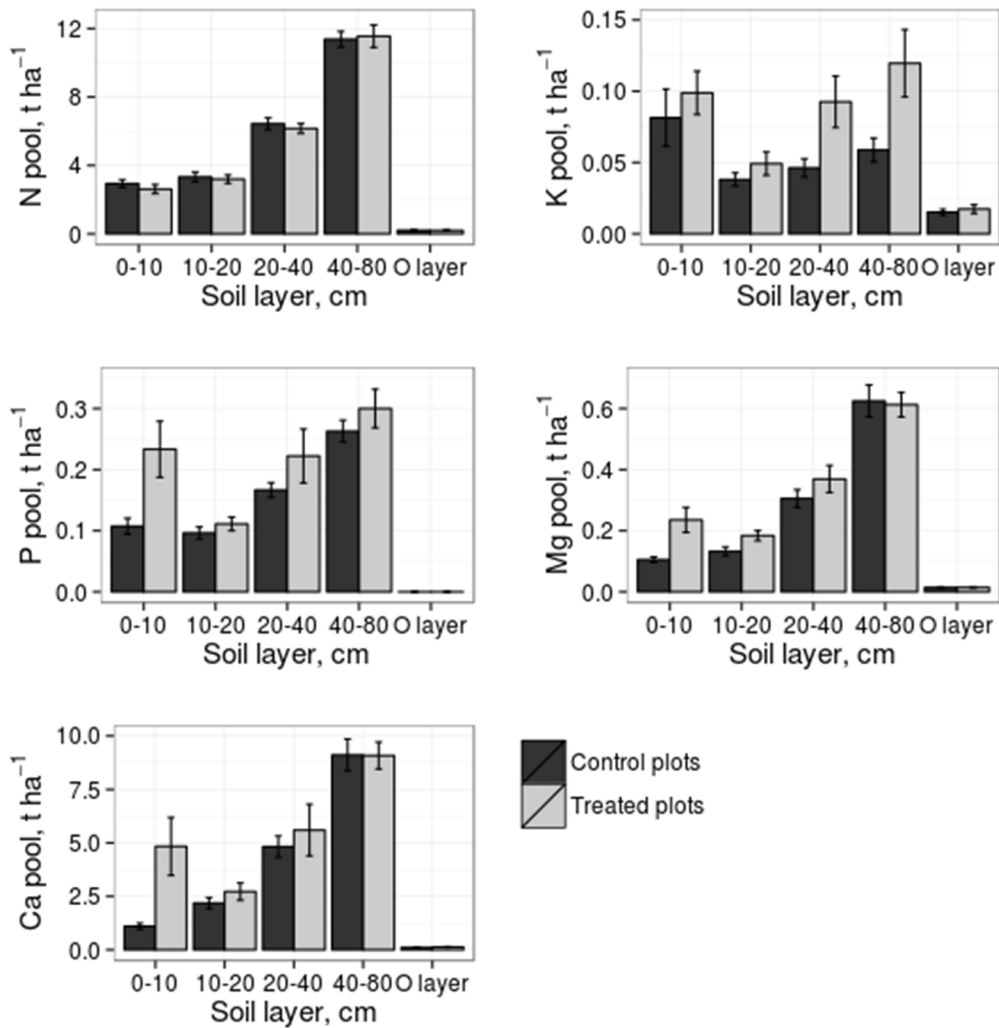 N pool, t ha⁻¹
12
8
4
0
0-10 10-20 20-40 40-80 O layer
Soil layer, cm
K pool, t ha⁻¹
0.15
0.10
0.05
0.00
0-10 10-20 20-40 40-80 O layer
Soil layer, cm
P pool, t ha⁻¹
0.3
0.2
0.1
0.0
0-10 10-20 20-40 40-80 O layer
Soil layer, cm
Mg pool, t ha⁻¹
0.6
0.4
0.2
0.0
0-10 10-20 20-40 40-80 O layer
Soil layer, cm
Ca pool, t ha⁻¹
10.0
7.5
5.0
2.5
0.0
0-10 10-20 20-40 40-80 O layer
Soil layer, cm
Control plots
Treated plots